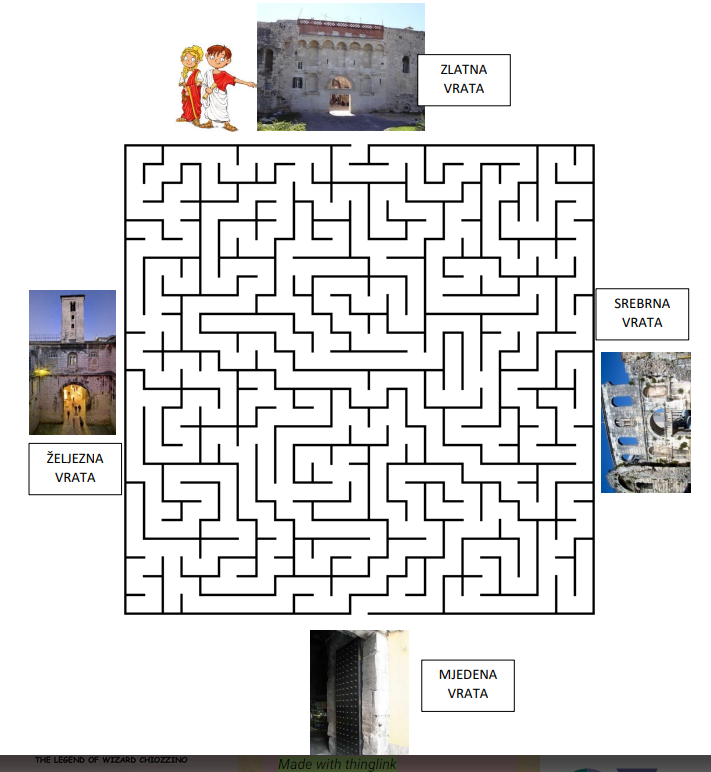 ZLATNA
VRATA
SREBRNA
VRATA
ŽELJEZNA
VRATA
MJEDENA
VRATA
THE LEGEND OF WIZARD CHIOZZINO
Made with thinglink